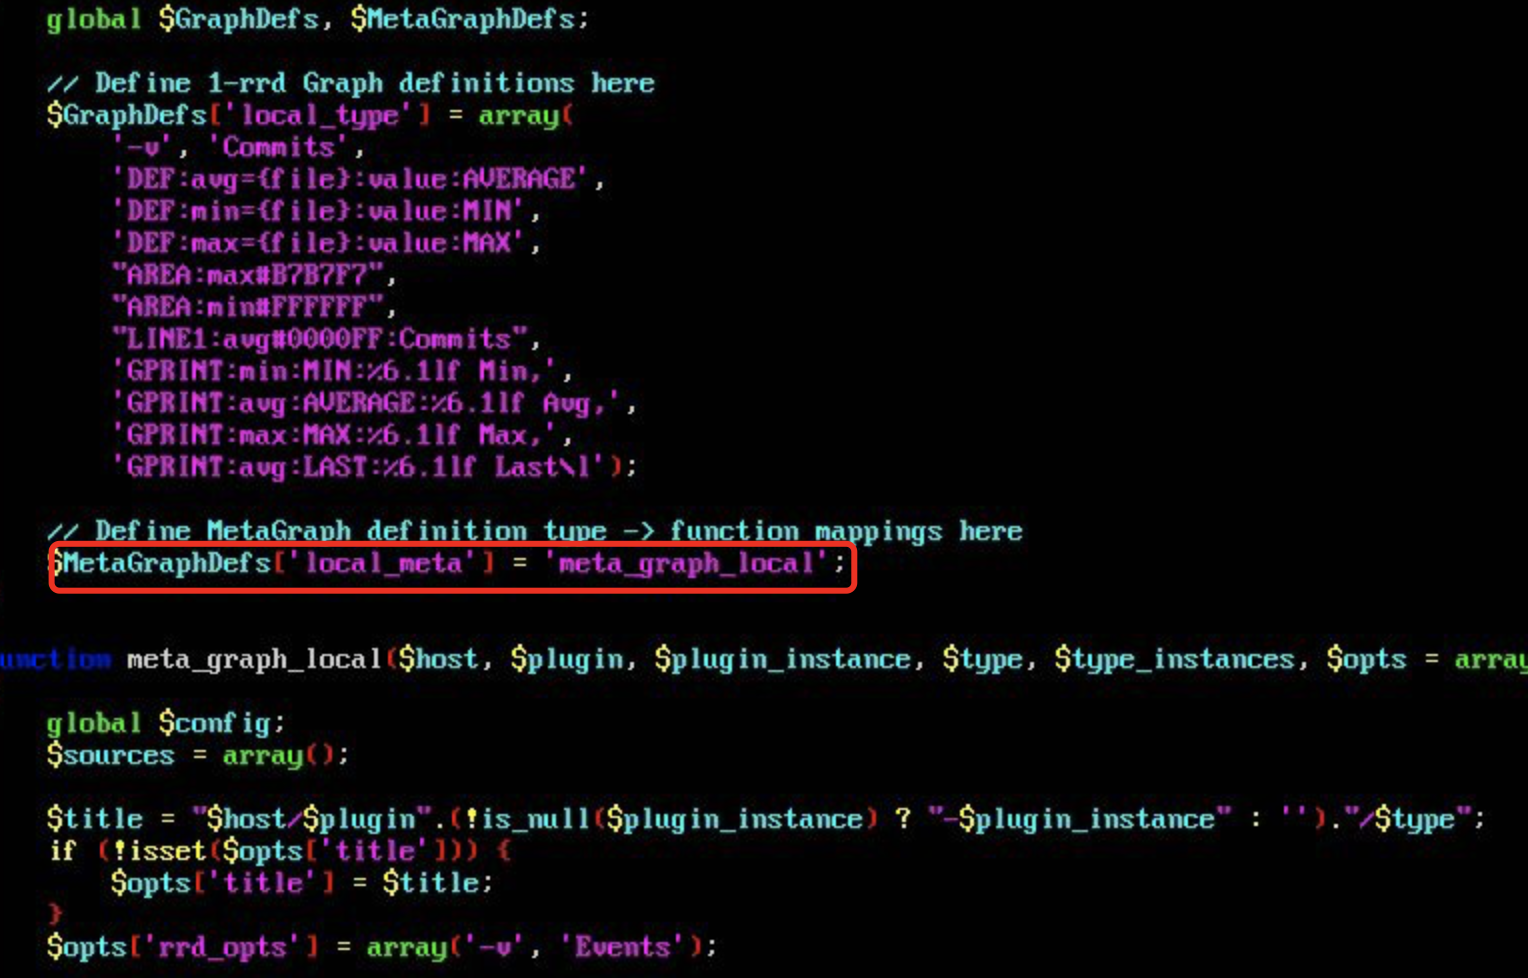 global $GraphDefs, $MetaGraphDefs;
// Define 1-rrd Graph definitions here
$GraphDefs['local_type'] = array(
'-v', 'Commits',
'DEF:avg={file}:value:AVERAGE',
'DEF:min={file}:value:MIN',
'DEF:max={file}:value:MAX',
"AREA:max#B7B7F7",
"AREA:min#FFFFFF",
"LINE1:avg#0000FF:Commits",
'GPRINT:min:MIN:%6.1lf Min,',
'GPRINT:avg:AVERAGE:%6.1lf Avg,',
'GPRINT:max:MAX:%6.1lf Max,',
'GPRINT:avg:LAST:%6.1lf Last\l');
// Define MetaGraph definition type -> function mappings here
$MetaGraphDefs['local_meta'] = 'meta_graph_local';
unction meta_graph_local($host, $plugin, $plugin_instance, $type, $type_instances, $opts = array
global $config;
$sources = array();
$title = "$host/$plugin".(!is_null($plugin_instance) ? "-$plugin_instance" : '')."/$type";
if (!isset($opts['title'])) {
$opts['title'] = $title;
}
$opts['rrd_opts'] = array('-v', 'Events');